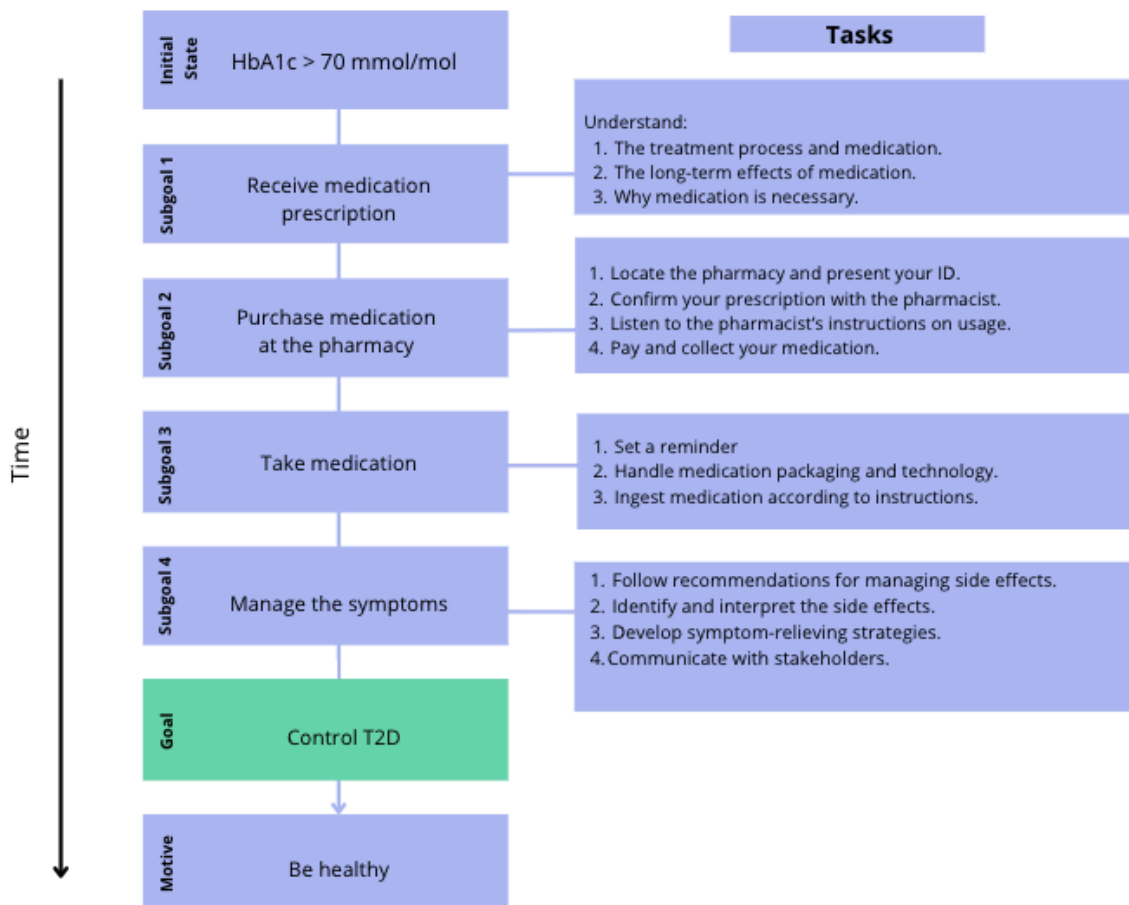 Tasks
Time
Initial
State
HbA1c > 70 mmol/mol
Understand:
1. The treatment process and medication.
2. The long-term effects of medication.
3. Why medication is necessary.
Subgoal 1
Receive medication
prescription
1. Locate the pharmacy and present your ID.
2. Confirm your prescription with the pharmacist.
3. Listen to the pharmacist's instructions on usage.
4. Pay and collect your medication.
Subgoal 2
Purchase medication
at the pharmacy
1. Set a reminder
2. Handle medication packaging and technology.
3. Ingest medication according to instructions.
Subgoal 3
Take medication
1. Follow recommendations for managing side effects.
2. Identify and interpret the side effects.
3. Develop symptom-relieving strategies.
4. Communicate with stakeholders.
Subgoal 4
Manage the symptoms
Goal
Control T2D
Motive
Be healthy